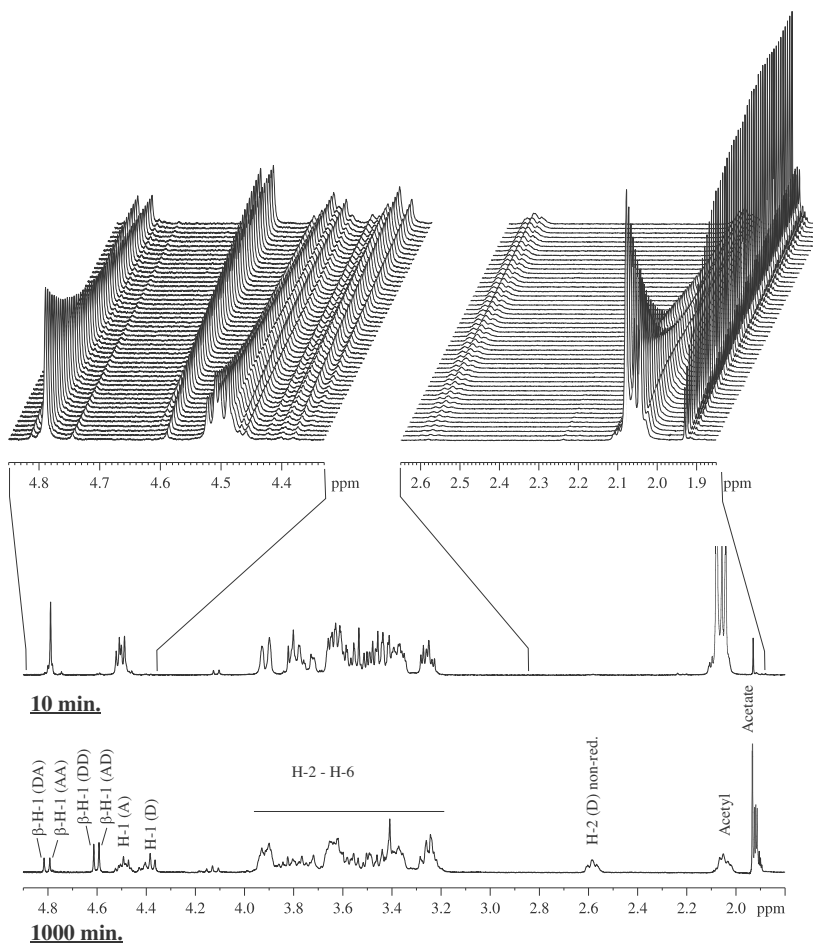 4.8 4.7 4.6 4.5 4.4 ppm
2.6 2.5 2.4 2.3 2.2 2.1 2.0 1.9 ppm
10 min.
β-H-1 (DA)
β-H-1 (AA)
β-H-1 (DD)
β-H-1 (AD)
H-1 (A)
H-1 (D)
H-2 - H-6
H-2 (D) non-red.
Acetyl
Acetate
4.8 4.6 4.4 4.2 4.0 3.8 3.6 3.4 3.2 3.0 2.8 2.6 2.4 2.2 2.0 ppm
1000 min.